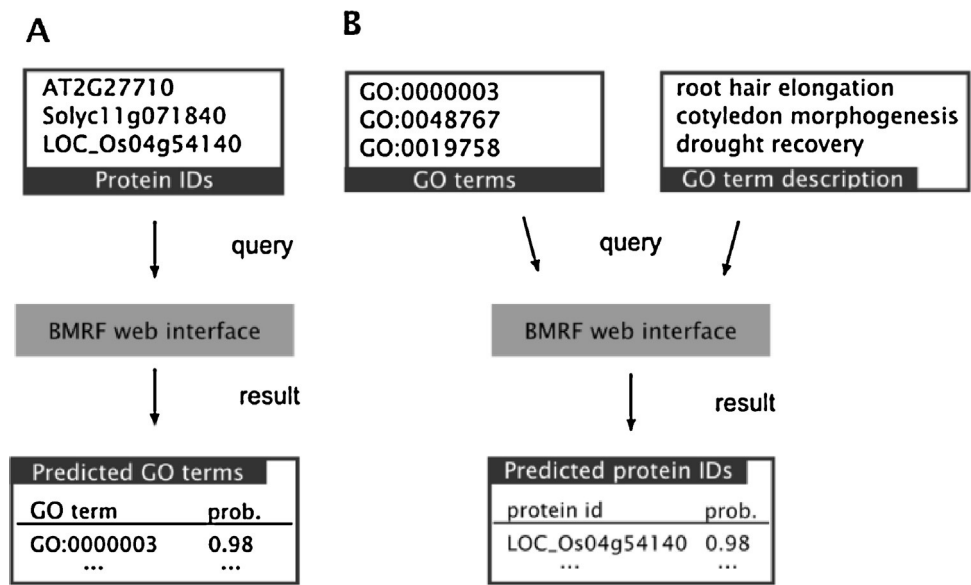 A
AT2G27710
Solyc11g071840
LOC_Os04g54140
Protein IDs
query
BMRF web interface
result
Predicted GO terms
GO term prob.
GO:0000003 0.98
... ...
B
GO:0000003
GO:0048767
GO:0019758
GO terms
root hair elongation
cotyledon morphogenesis
drought recovery
GO term description
query
BMRF web interface
result
Predicted protein IDs
protein id prob.
LOC_Os04g54140 0.98
... ...